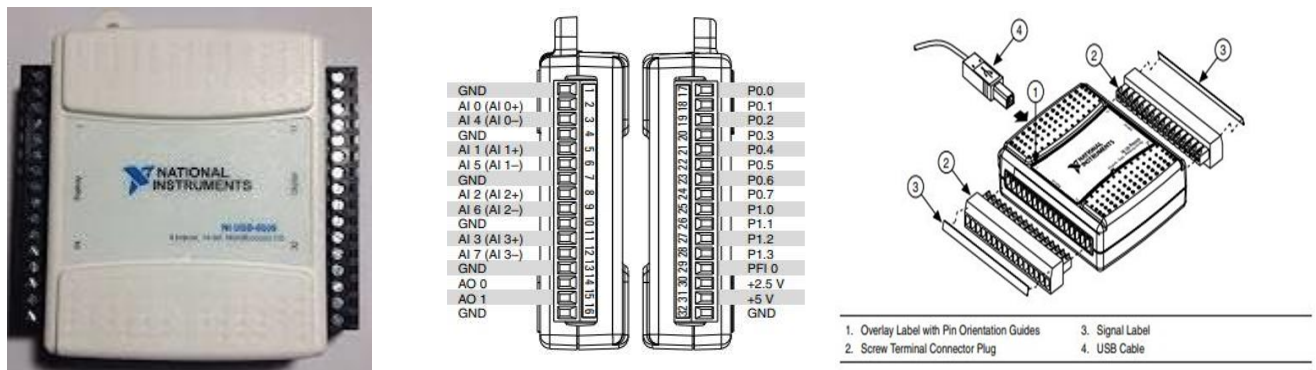 NATIONAL
INSTRUMENTS
NI USB-6009
GND
AI 0 (AI 0+)
AI 4 (AI 0–)
GND
AI 1 (AI 1+)
AI 5 (AI 1–)
GND
AI 2 (AI 2+)
AI 6 (AI 2–)
GND
AI 3 (AI 3+)
AI 7 (AI 3–)
GND
AO 0
AO 1
GND
1
2
3
4
5
6
7
8
9
10
11
12
13
14
15
16
17
18
19
20
21
22
23
24
25
26
27
28
29
30
31
32
P0.0
P0.1
P0.2
P0.3
P0.4
P0.5
P0.6
P0.7
P1.0
P1.1
P1.2
P1.3
PFI 0
+2.5 V
+5 V
GND
4
2
3
1
NATIONAL
INSTRUMENTS
2
3
1. Overlay Label with Pin Orientation Guides
2. Screw Terminal Connector Plug
3. Signal Label
4. USB Cable